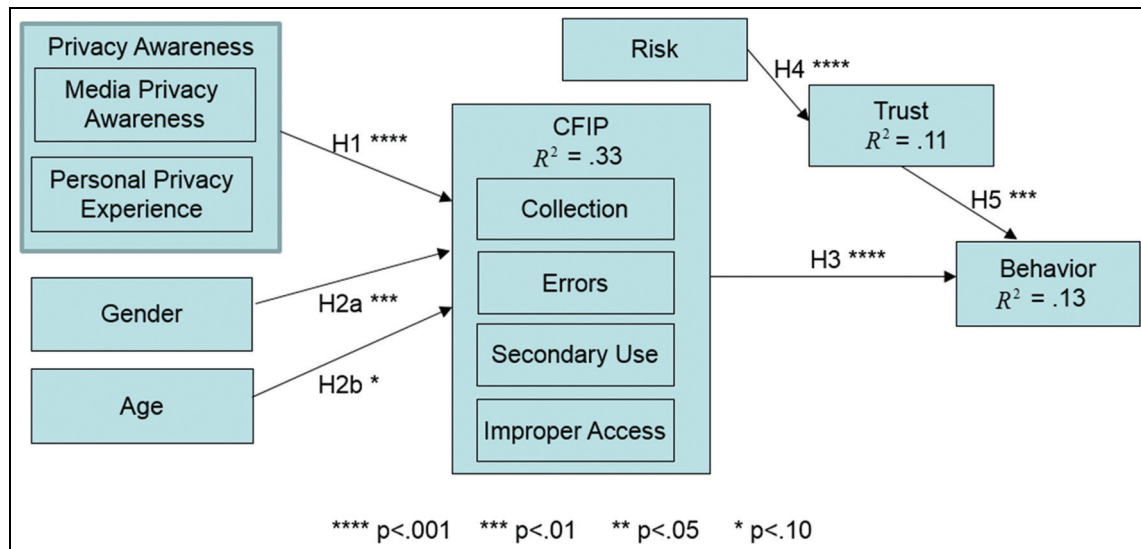 Privacy Awareness
Media Privacy
Awareness
Personal Privacy
Experience
Gender
Age
H1 ****
H2a ***
H2b *
CFIP
R² = .33
Collection
Errors
Secondary Use
Improper Access
Risk
H4 ****
Trust
R² = .11
H5 ***
H3 ****
Behavior
R² = .13
**** p<.001 *** p<.01 ** p<.05 * p<.10